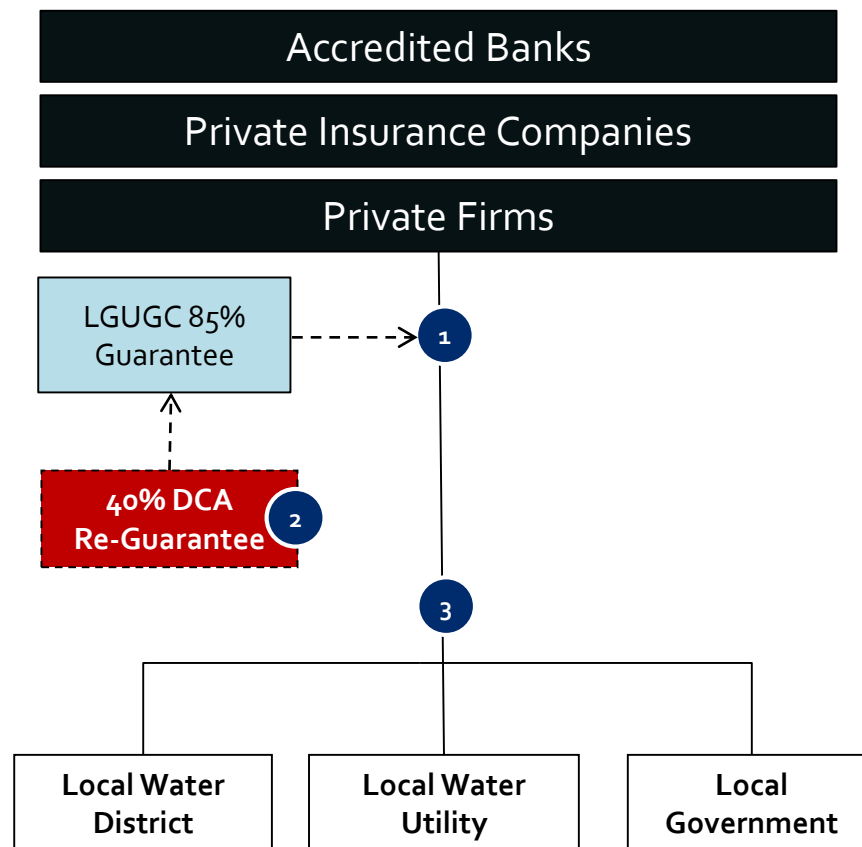 Accredited Banks
Private Insurance Companies
Private Firms
LGUGC 85%
Guarantee
1
40% DCA
Re-Guarantee
2
3
Local Water
District
Local Water
Utility
Local
Government